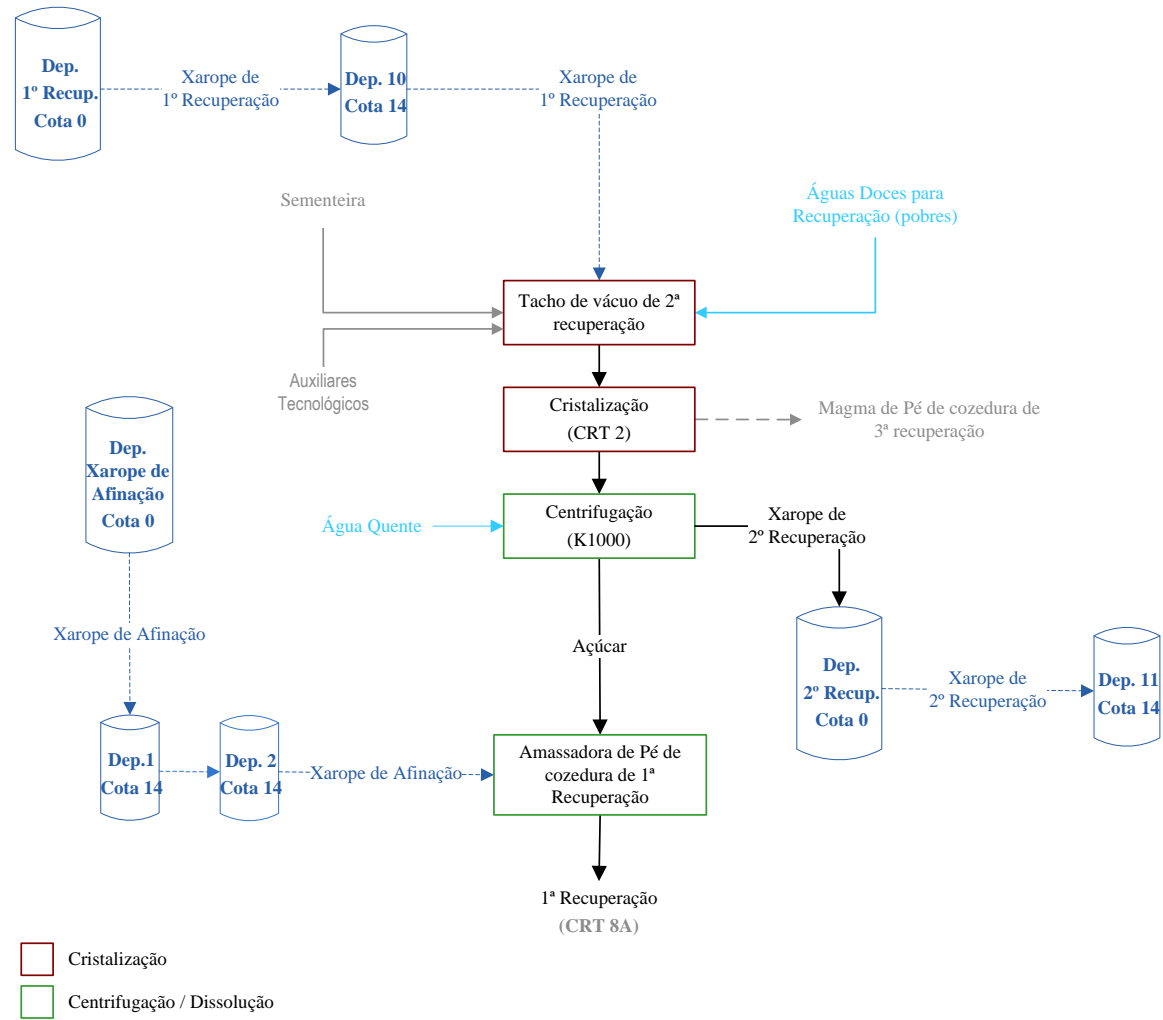 Dep.
1º Recup.
Cota 0
Xarope de
1º Recuperação
Dep. 10
Cota 14
Xarope de
1º Recuperação
Sementeira
Águas Doces para
Recuperação (pobres)
Tacho de vácuo de 2ª
recuperação
Auxiliares
Tecnológicos
Cristalização
(CRT 2)
Magma de Pé de cozedura de
3ª recuperação
Dep.
Xarope de
Afinação
Cota 0
Água Quente
Centrifugação
(K1000)
Xarope de
2º Recuperação
Xarope de Afinação
Açúcar
Dep.
2º Recup.
Cota 0
Xarope de
2º Recuperação
Dep. 11
Cota 14
Dep.1
Cota 14
Dep. 2
Cota 14
Xarope de Afinação
Amassadora de Pé de
cozedura de 1ª
Recuperação
1ª Recuperação
(CRT 8A)
Cristalização
Centrifugação / Dissolução